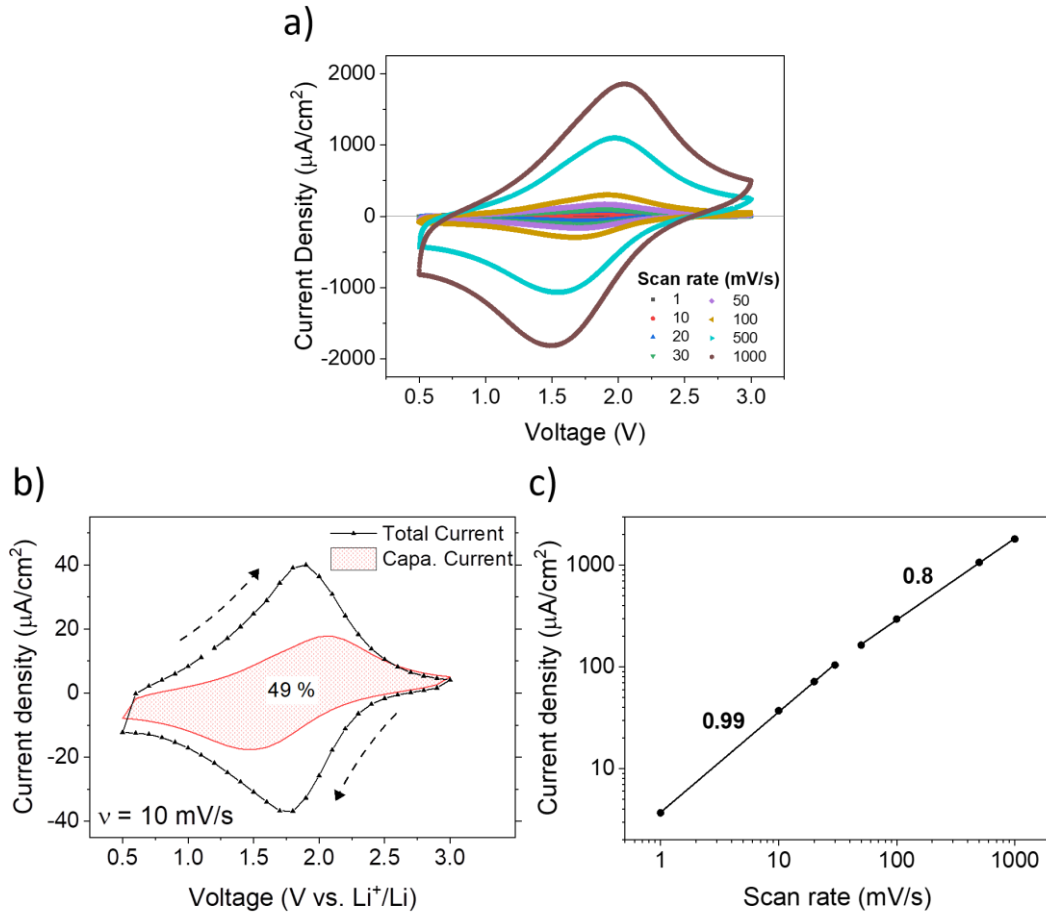 a)
Current Density (μA/cm²)
2000
1000
0
-1000
-2000
Scan rate (mV/s)
1 50
10 100
20 500
30 1000
0.5 1.0 1.5 2.0 2.5 3.0
Voltage (V)
b)
Current density (μA/cm²)
40
20
0
-20
-40
Total Current
Capa. Current
49 %
ν = 10 mV/s
0.5 1.0 1.5 2.0 2.5 3.0
Voltage (V vs. Li⁺/Li)
c)
Current density (μA/cm²)
1000
100
10
0.8
0.99
1 10 100 1000
Scan rate (mV/s)